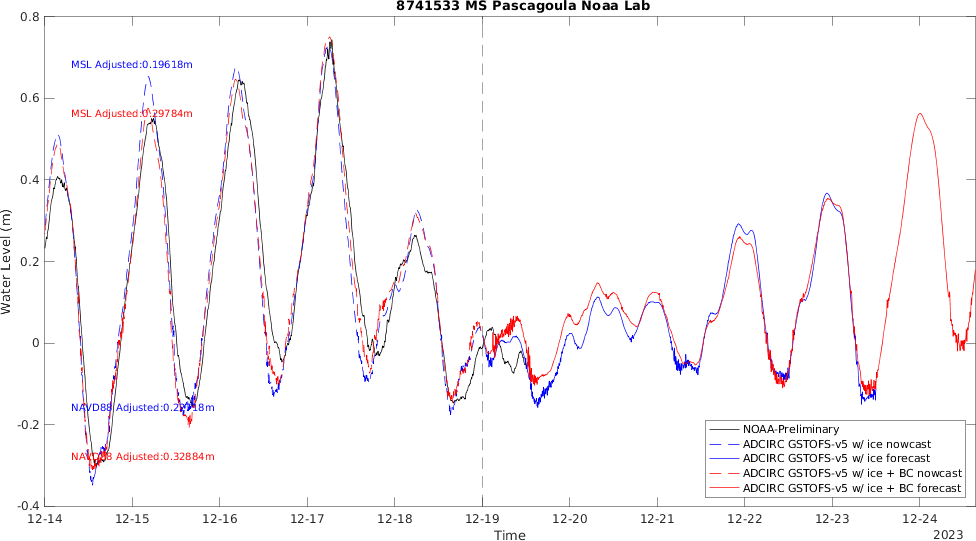 8741533 MS Pascagoula Noaa Lab
0.8
MSL Adjusted:0.19618m
0.6
MSL Adjusted:0.29784m
0.4
0.2
Water Level (m)
0
-0.2
NAVD88 Adjusted:0.22718m
NAVD88 Adjusted:0.32884m
-0.4
NOAA-Preliminary
ADCIRC GSTOFS-v5 w/ ice nowcast
ADCIRC GSTOFS-v5 w/ ice forecast
ADCIRC GSTOFS-v5 w/ ice + BC nowcast
ADCIRC GSTOFS-v5 w/ ice + BC forecast
12-14 12-15 12-16 12-17 12-18 12-19 12-20 12-21 12-22 12-23 12-24
Time
2023